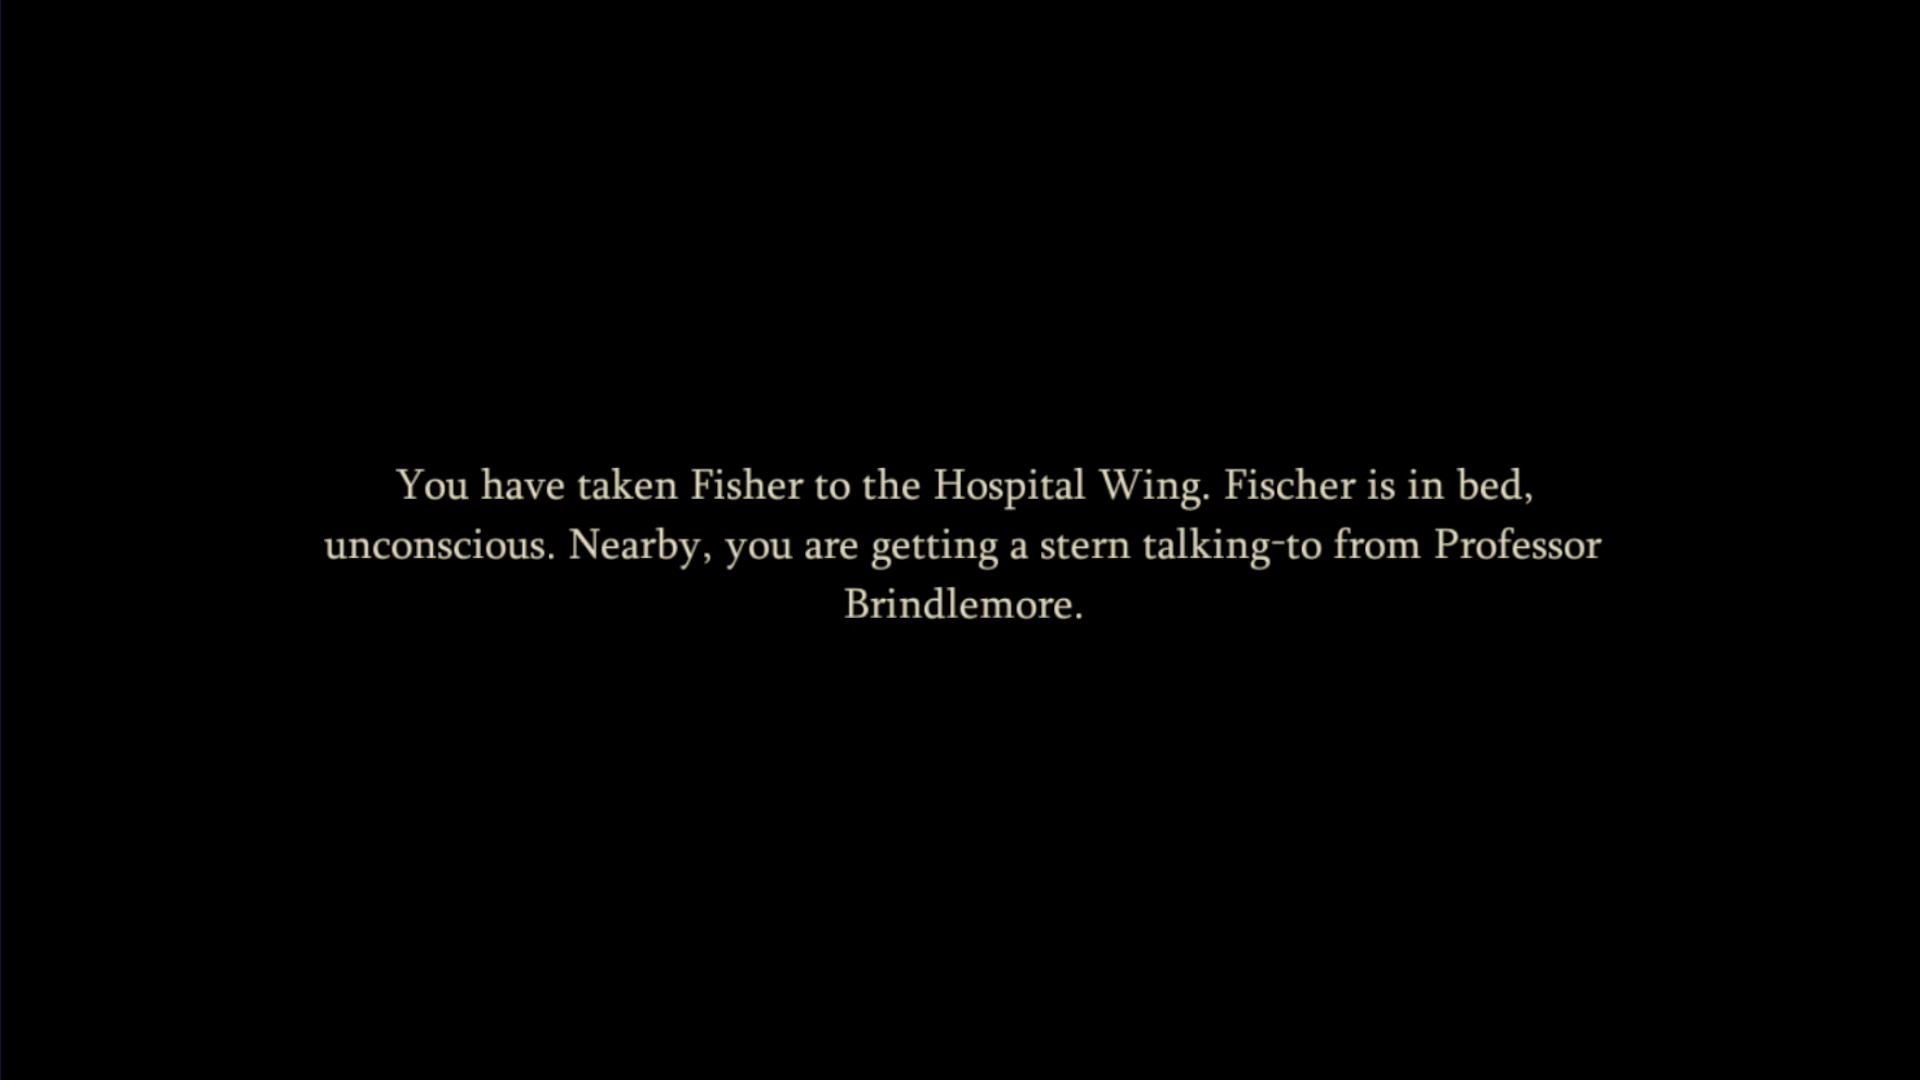 You have taken Fisher to the Hospital Wing. Fischer is in bed,
unconscious. Nearby, you are getting a stern talking-to from Professor
Brindlemore.